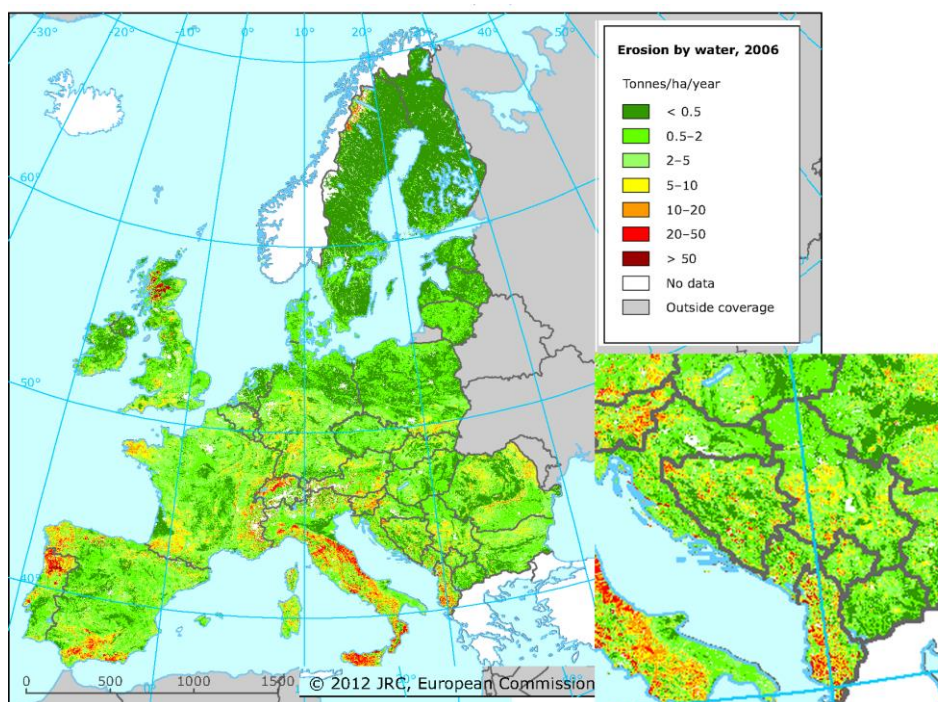 -30° -20° -10° 0° 10° 20° 30° 40° 50° 60°
Erosion by water, 2006
Tonnes/ha/year
< 0.5
0.5–2
2–5
5–10
10–20
20–50
> 50
No data
Outside coverage
60°
50°
50°
40°
0 500 1000 1500
© 2012 JRC, European Commission